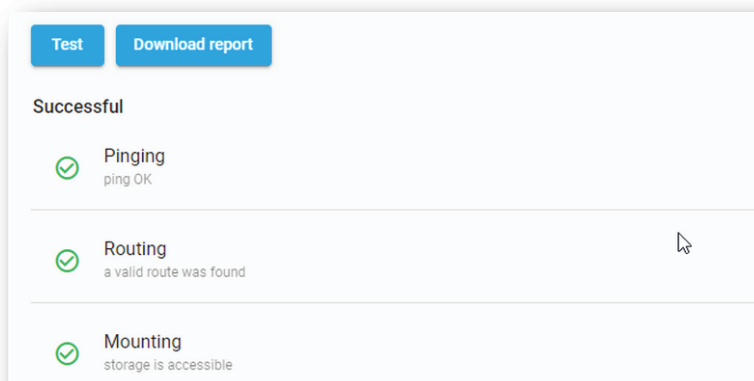 Test Download report
Successful
Pinging
ping OK
Routing
a valid route was found
Mounting
storage is accessible